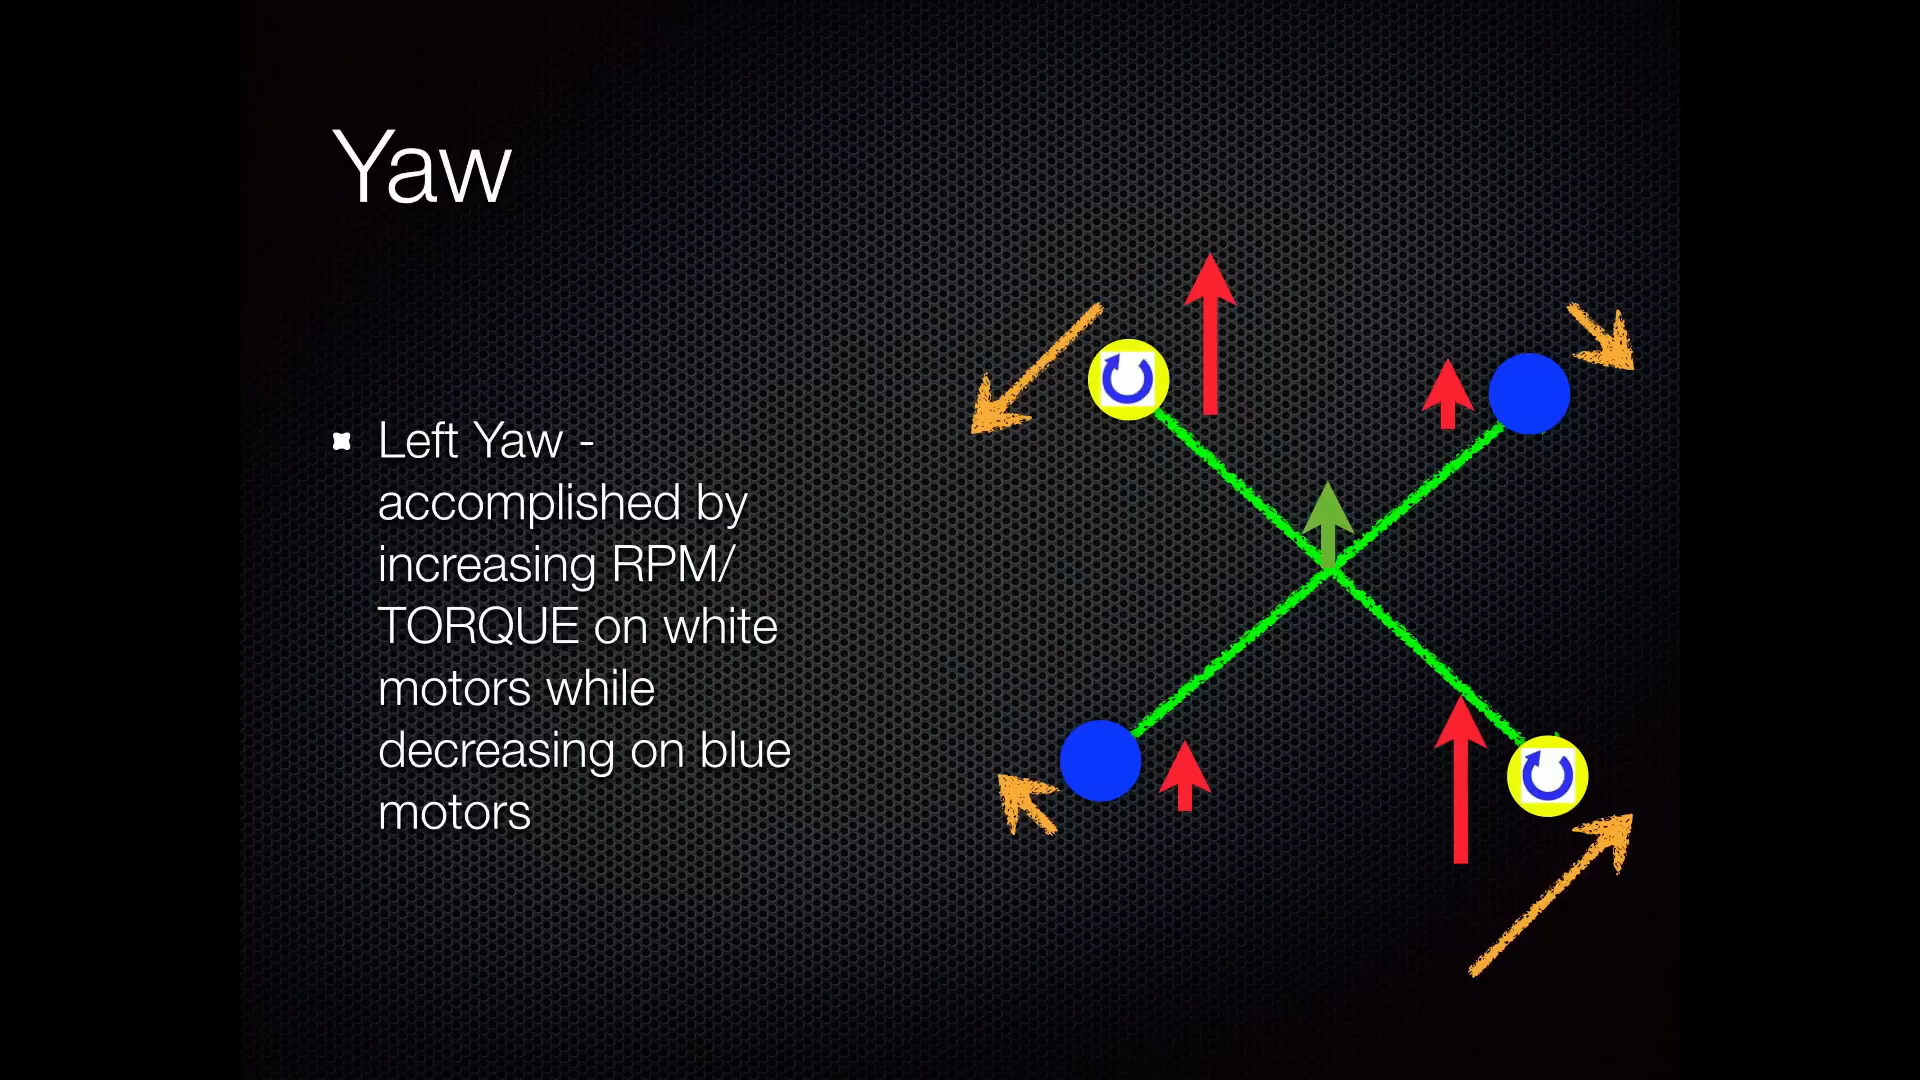 Yaw
Left Yaw -
accomplished by
increasing RPM/
TORQUE on white
motors while
decreasing on blue
motors